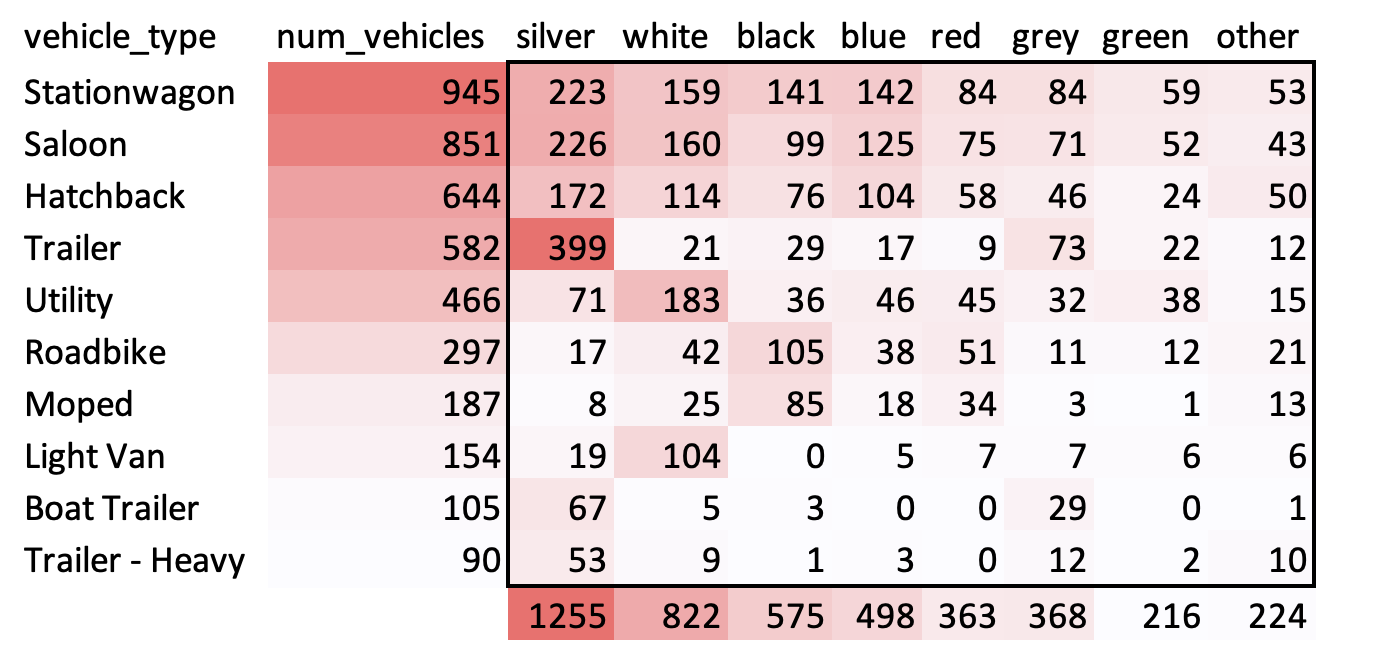 vehicle_type num_vehicles silver white black blue red grey green other
Stationwagon 945 223 159 141 142 84 84 59 53
Saloon 851 226 160 99 125 75 71 52 43
Hatchback 644 172 114 76 104 58 46 24 50
Trailer 582 399 21 29 17 9 73 22 12
Utility 466 71 183 36 46 45 32 38 15
Roadbike 297 17 42 105 38 51 11 12 21
Moped 187 8 25 85 18 34 3 1 13
Light Van 154 19 104 0 5 7 7 6 6
Boat Trailer 105 67 5 3 0 0 29 0 1
Trailer - Heavy 90 53 9 1 3 0 12 2 10
1255 822 575 498 363 368 216 224